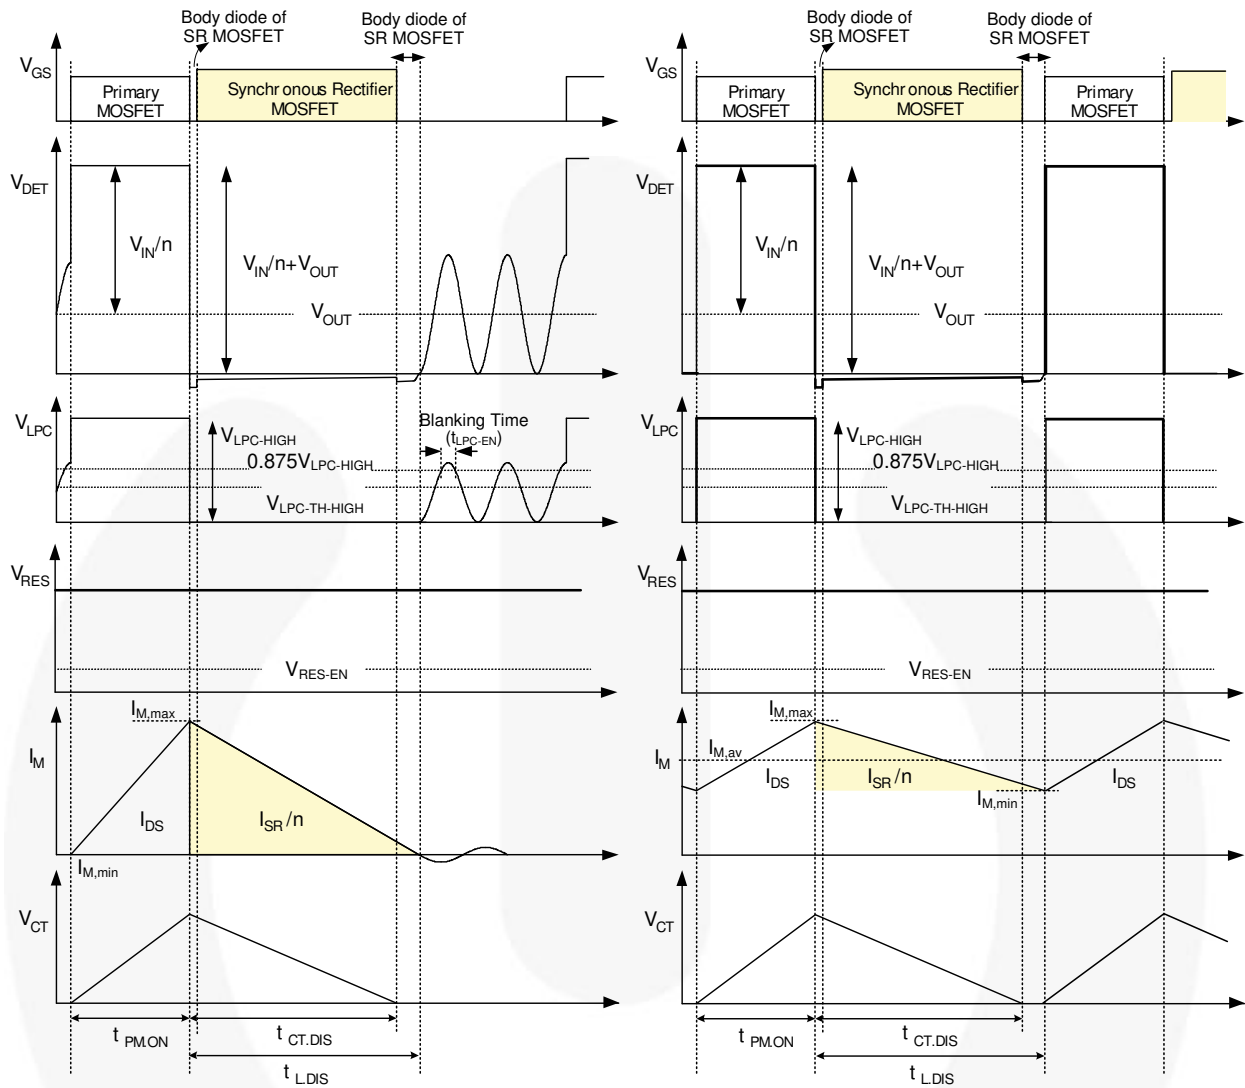 Body diode of
SR MOSFET
Body diode of
SR MOSFET
VGS
Primary
MOSFET
Synchronous Rectifier
MOSFET
VDET
VIN/n
VIN/n+VOUT
VOUT
VLPC
VLPC-HIGH
0.875VLPC-HIGH
VLPC-TH-HIGH
Blanking Time
(tLPC-EN)
VRES
VRES-EN
IM,max
IM
IDS
ISR/n
IM,min
VCT
t PM.ON
t CT.DIS
t L.DIS
Body diode of
SR MOSFET
Body diode of
SR MOSFET
VGS
Primary
MOSFET
Synchronous Rectifier
MOSFET
Primary
MOSFET
VDET
VIN/n
VIN/n+VOUT
VOUT
VLPC
VLPC-HIGH
0.875VLPC-HIGH
VLPC-TH-HIGH
VRES
VRES-EN
IM,max
IM,av
IM
IDS
ISR/n
IM,min
IDS
VCT
t PM.ON
t CT.DIS
t L.DIS